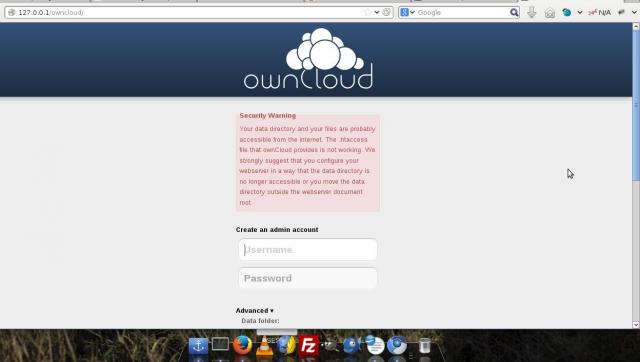 127.0.0.1/owncloud/
Google
N/A
ownCloud
Security Warning
Your data directory and your files are probably
accessible from the internet. The .htaccess
file that ownCloud provides is not working. We
strongly suggest that you configure your
webserver in a way that the data directory is
no longer accessible or you move the data
directory outside the webserver document
root.
Create an admin account
Username
Password
Advanced ▾
Data folder: